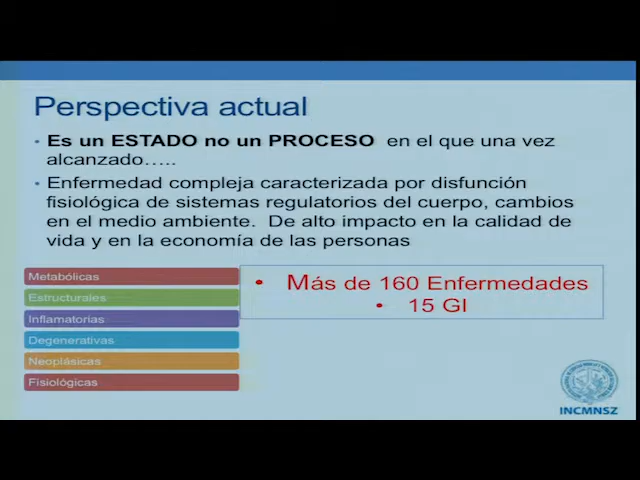 Perspectiva actual
• Es un ESTADO no un PROCESO en el que una vez
alcanzado…..
• Enfermedad compleja caracterizada por disfunción
fisiológica de sistemas regulatorios del cuerpo, cambios
en el medio ambiente. De alto impacto en la calidad de
vida y en la economía de las personas
Metabólicas
Estructurales
Inflamatorias
Degenerativas
Neoplásicas
Fisiológicas
• Más de 160 Enfermedades
• 15 GI
INCMNSZ